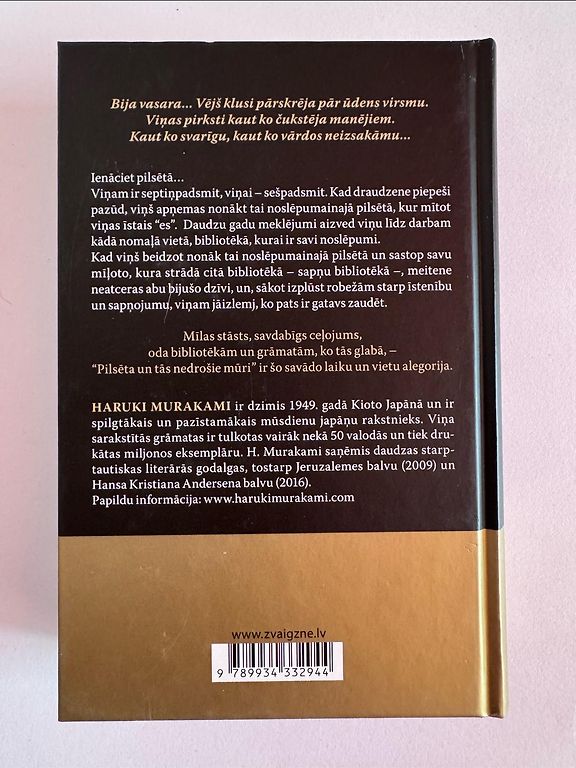 Bija vasara... Vējš klusi pārskrēja pār ūdens virsmu.
Viņas pirksti kaut ko čukstēja manējiem.
Kaut ko svarīgu, kaut ko vārdos neizsakāmu...
Ienāciet pilsētā...
Viņam ir septiņpadsmit, viņai – sešpadsmit. Kad draudzene piepeši
pazūd, viņš apņemas nonākt tai noslēpumainajā pilsētā, kur mītot
viņas īstais “es”. Daudzu gadu meklējumi aizved viņu līdz darbam
kādā nomaļā vietā, bibliotēkā, kurai ir savi noslēpumi.
Kad viņš beidzot nonāk tai noslēpumainajā pilsētā un sastop savu
mīļoto, kura strādā citā bibliotēkā – sapņu bibliotēkā –, meitene
neatceras abu bijušo dzīvi, un, sākot izplūst robežām starp īstenību
un sapņojumu, viņam jāizlemj, ko pats ir gatavs zaudēt.
Mīlas stāsts, savdabīgs ceļojums,
oda bibliotēkām un grāmatām, ko tās glabā, –
“Pilsēta un tās nedrošie mūri” ir šo savādo laiku un vietu alegorija.
HARUKI MURAKAMI ir dzimis 1949. gadā Kioto Japānā un ir
spilgtākais un pazīstamākais mūsdienu japāņu rakstnieks. Viņa
sarakstītās grāmatas ir tulkotas vairāk nekā 50 valodās un tiek dru-
kātas miljonos eksemplāru. H. Murakami saņēmis daudzas starp-
tautiskas literārās godalgas, tostarp Jeruzalemes balvu (2009) un
Hansa Kristiana Andersena balvu (2016).
Papildu informācija: www.harukimurakami.com
www.zvaigzne.lv
9 789934 332944